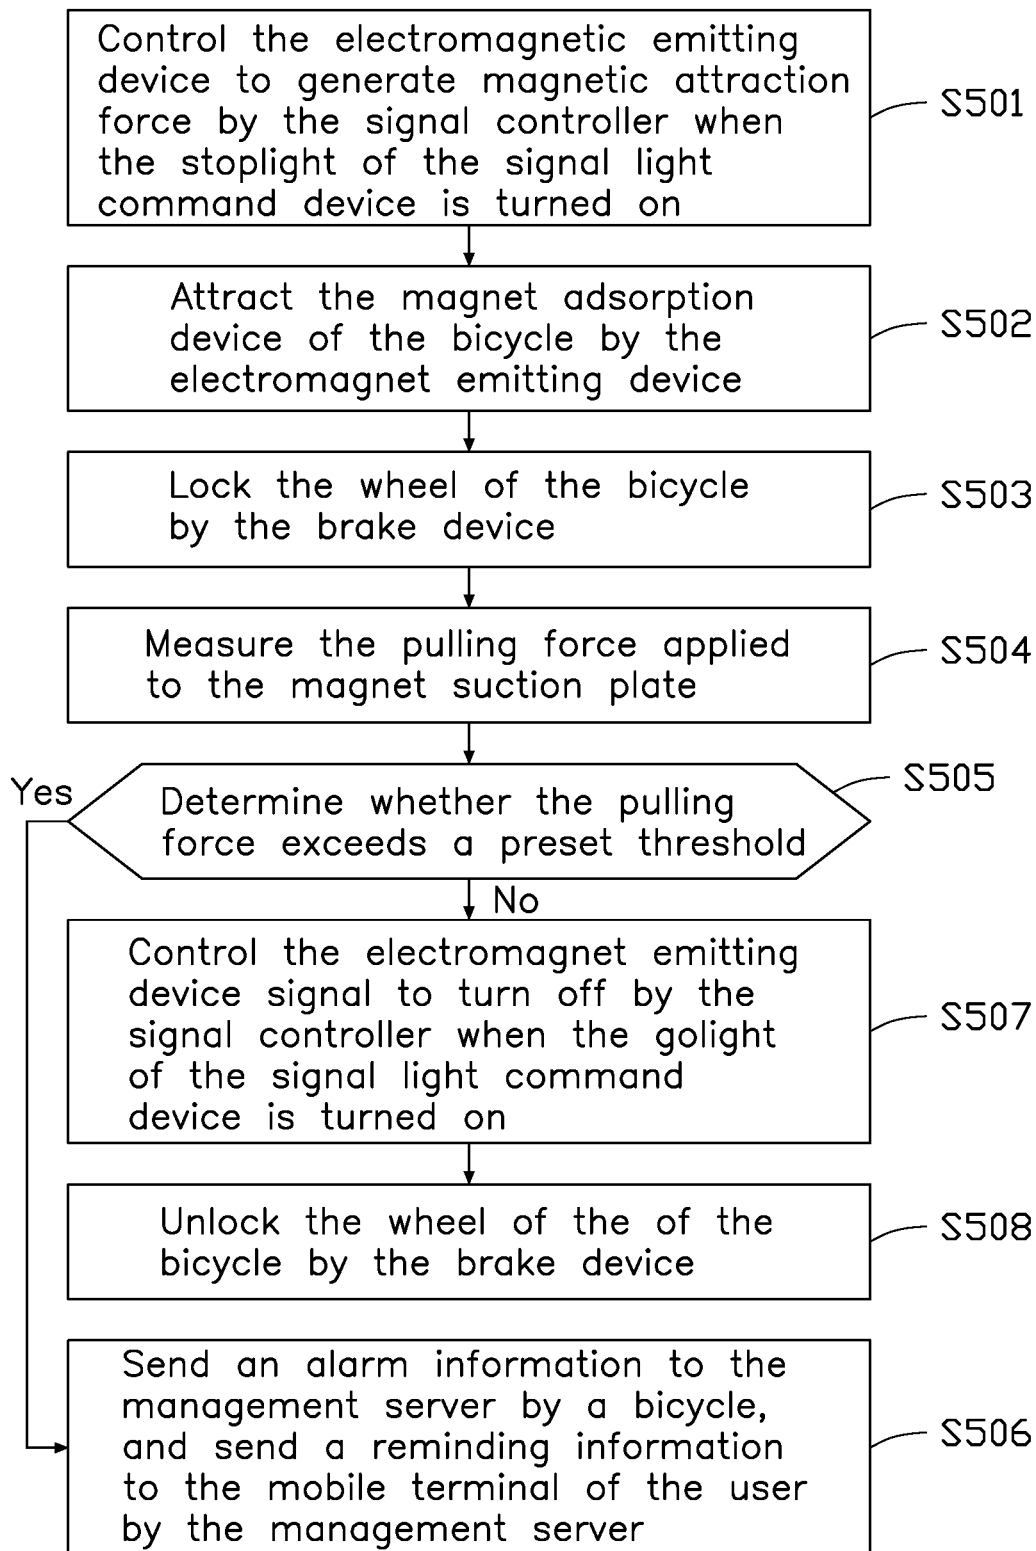 Control the electromagnetic emitting
device to generate magnetic attraction
force by the signal controller when
the stoplight of the signal light
command device is turned on
S501
Attract the magnet adsorption
device of the bicycle by the
electromagnet emitting device
S502
Lock the wheel of the bicycle
by the brake device
S503
Measure the pulling force applied
to the magnet suction plate
S504
Yes
Determine whether the pulling
force exceeds a preset threshold
S505
No
Control the electromagnet emitting
device signal to turn off by the
signal controller when the golight
of the signal light command
device is turned on
S507
Unlock the wheel of the of the
bicycle by the brake device
S508
Send an alarm information to the
management server by a bicycle,
and send a reminding information
to the mobile terminal of the user
by the management server
S506